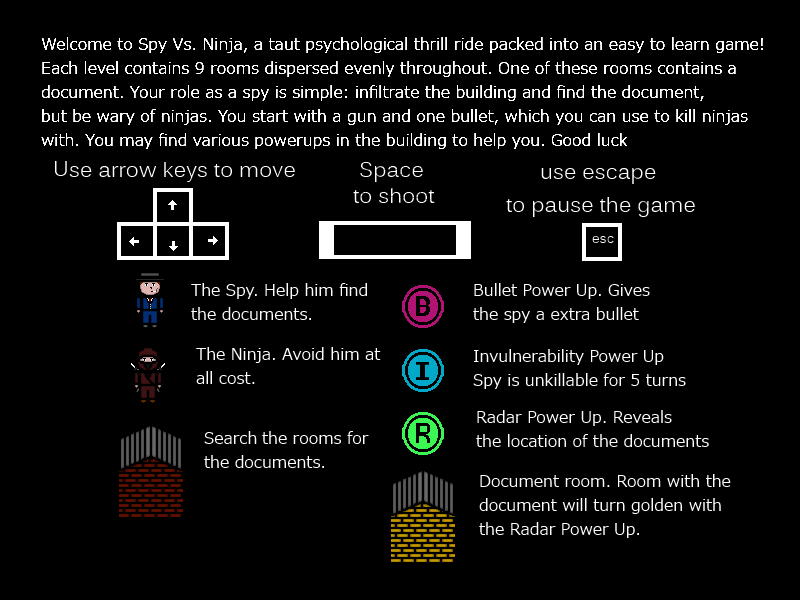 Welcome to Spy Vs. Ninja, a taut psychological thrill ride packed into an easy to learn game!
Each level contains 9 rooms dispersed evenly throughout. One of these rooms contains a
document. Your role as a spy is simple: infiltrate the building and find the document,
but be wary of ninjas. You start with a gun and one bullet, which you can use to kill ninjas
with. You may find various powerups in the building to help you. Good luck
Use arrow keys to move
Space
to shoot
use escape
to pause the game
esc
The Spy. Help him find
the documents.
B
Bullet Power Up. Gives
the spy a extra bullet
The Ninja. Avoid him at
all cost.
I
Invulnerability Power Up
Spy is unkillable for 5 turns
R
Radar Power Up. Reveals
the location of the documents
Search the rooms for
the documents.
Document room. Room with the
document will turn golden with
the Radar Power Up.